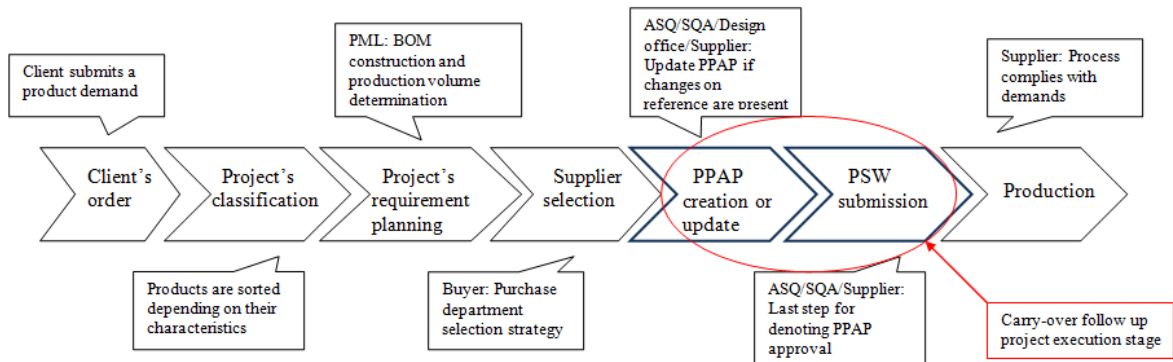 Client submits a
product demand
PML: BOM
construction and
production volume
determination
ASQ/SQA/Design
office/Supplier:
Update PPAP if
changes on
reference are present
Supplier: Process
complies with
demands
Client's
order
Project's
classification
Project's
requirement
planning
Supplier
selection
PPAP
creation or
update
PSW
submission
Production
Products are sorted
depending on their
characteristics
Buyer: Purchase
department
selection strategy
ASQ/SQA/Supplier:
Last step for
denoting PPAP
approval
Carry-over follow up
project execution stage